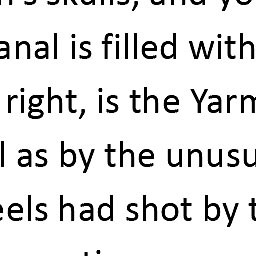 skulls, and yo
anal is filled with
right, is the Yarm
l as by the unusu
eels had shot by t